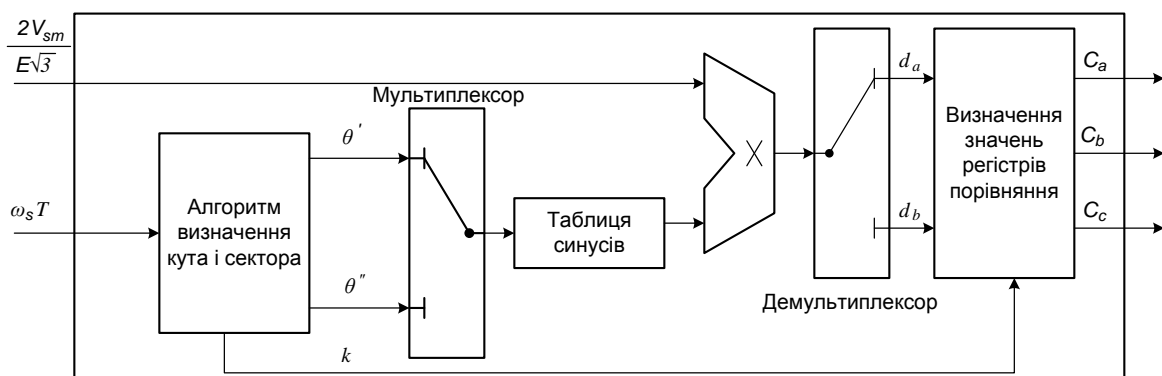 2V_sm
E√3
Мультиплексор
θ'
ω_sT
Алгоритм
визначення
кута і сектора
θ"
k
Таблиця
синусів
X
Демультиплексор
d_a
d_b
Визначення
значень
регістрів
порівняння
C_a
C_b
C_c